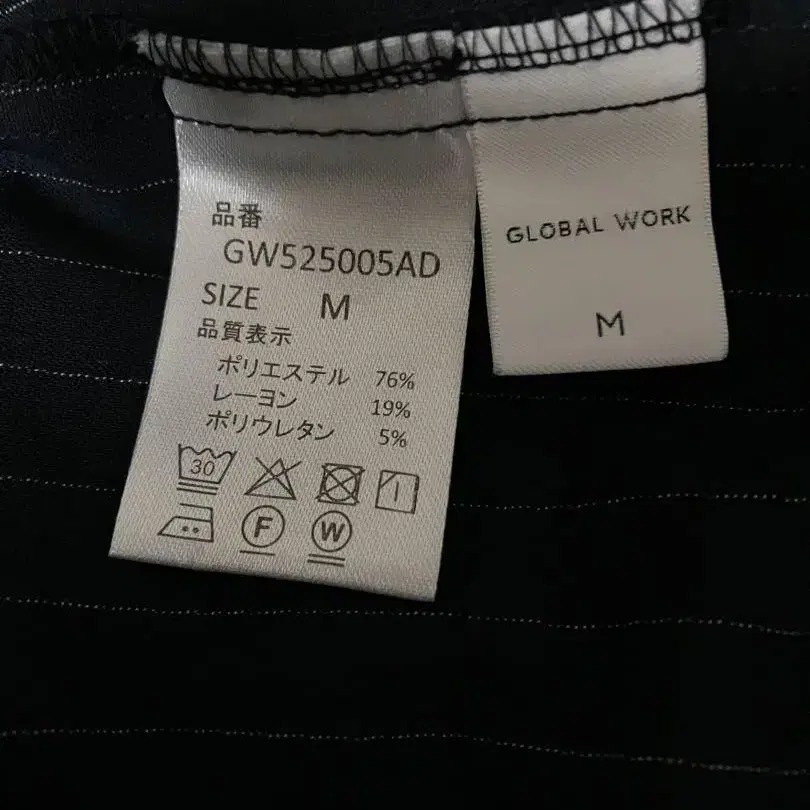 品番
GW525005AD
SIZE M
品質表示
ポリエステル 76%
レーヨン 19%
ポリウレタン 5%
30
F W
GLOBAL WORK
M